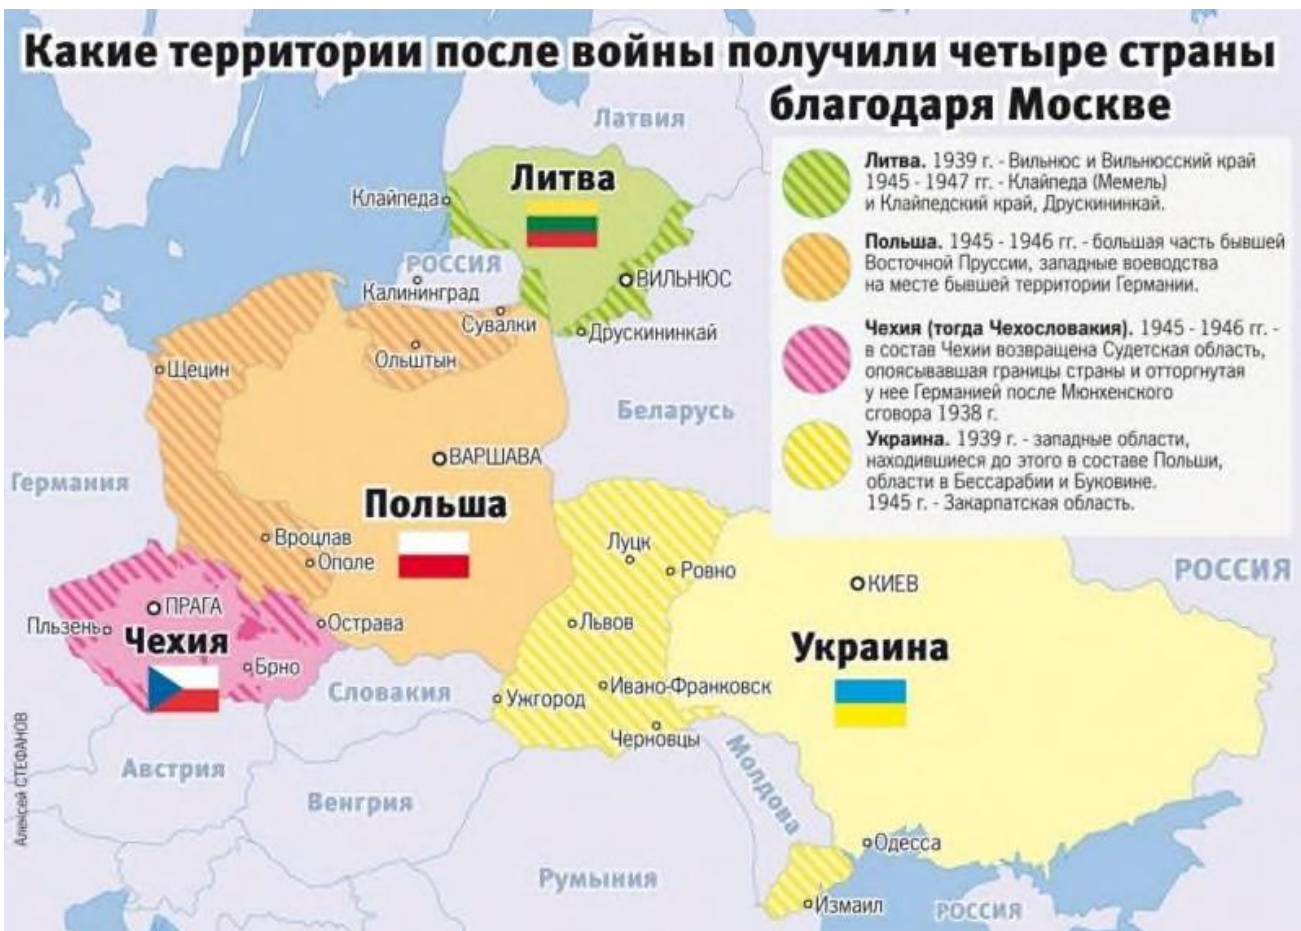 Какие территории после войны получили четыре страны
благодаря Москве
Литва. 1939 г. - Вильнюс и Вильнюсский край
1945 - 1947 гг. - Клайпеда (Мемель)
и Клайпедский край, Друскининкай.
Польша. 1945 - 1946 гг. - большая часть бывшей
Восточной Пруссии, западные воеводства
на месте бывшей территории Германии.
Чехия (тогда Чехословакия). 1945 - 1946 гг. -
в состав Чехии возвращена Судетская область,
опоясывавшая границы страны и отторгнутая
у нее Германией после Мюнхенского
сговора 1938 г.
Украина. 1939 г. - западные области,
находившиеся до этого в составе Польши,
области в Бессарабии и Буковине.
1945 г. - Закарпатская область.
Латвия
Литва
Клайпеда
РОССИЯ
Калининград
ВИЛЬНЮС
Сувалки
Друскининкай
Ольштын
Щецин
Беларусь
ВАРШАВА
Германия
Польша
Вроцлав
Ополе
Луцк
Ровно
КИЕВ
РОССИЯ
ПРАГА
Пльзень
Чехия
Острава
Львов
Украина
Брно
Словакия
Ужгород
Ивано-Франковск
Черновцы
Молдова
Австрия
Венгрия
Одесса
Румыния
Измаил
РОССИЯ
Алексей СТЕФАНОВ